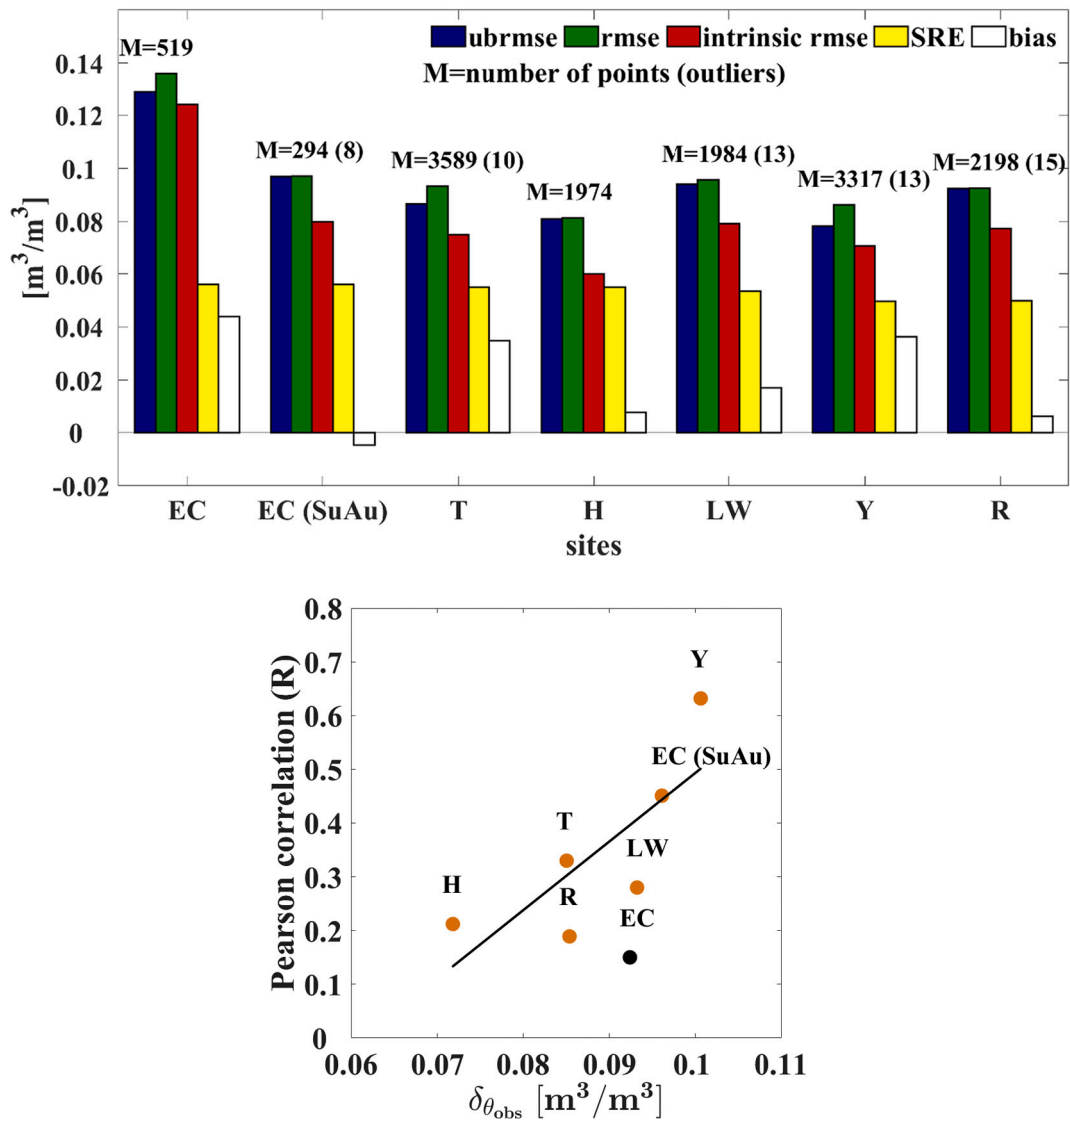 ubrmse rmse intrinsic rmse SRE bias
M=number of points (outliers)
M=519
M=294 (8)
M=3589 (10)
M=1974
M=1984 (13)
M=3317 (13)
M=2198 (15)
[m³/m³]
0.14
0.12
0.1
0.08
0.06
0.04
0.02
0
-0.02
EC EC (SuAu) T H LW Y R
sites
Pearson correlation (R)
0.8
0.7
0.6
0.5
0.4
0.3
0.2
0.1
0
Y
EC (SuAu)
T
LW
H
R
EC
0.06 0.07 0.08 0.09 0.1 0.11
δθobs [m³/m³]